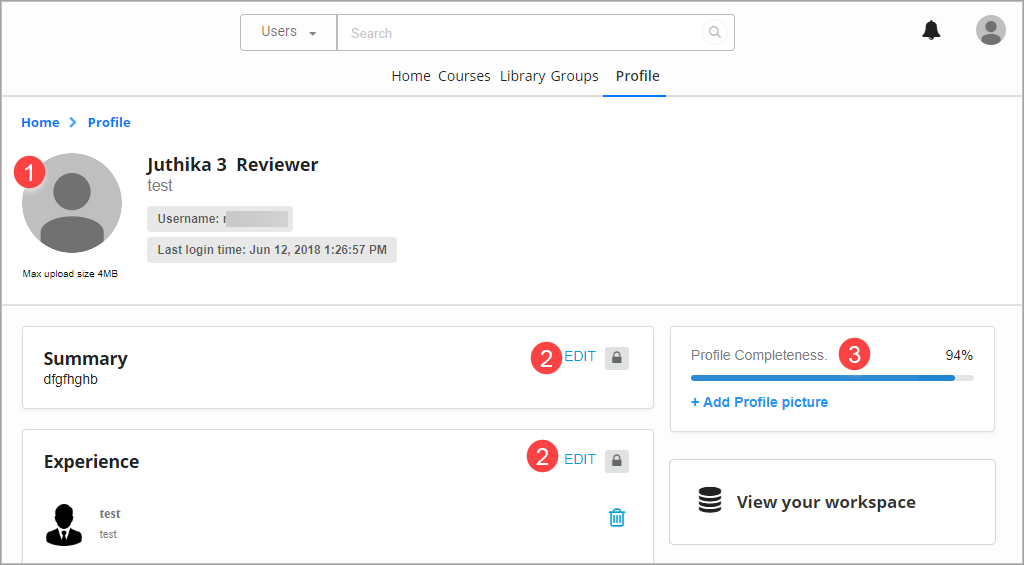 Users
Search
Home Courses Library Groups Profile
Home Profile
1
Juthika 3 Reviewer
test
Username:
Last login time: Jun 12, 2018 1:26:57 PM
Max upload size 4MB
Summary
2 EDIT
dfgfhghb
Profile Completeness. 3 94%
+ Add Profile picture
Experience
2 EDIT
test
test
View your workspace